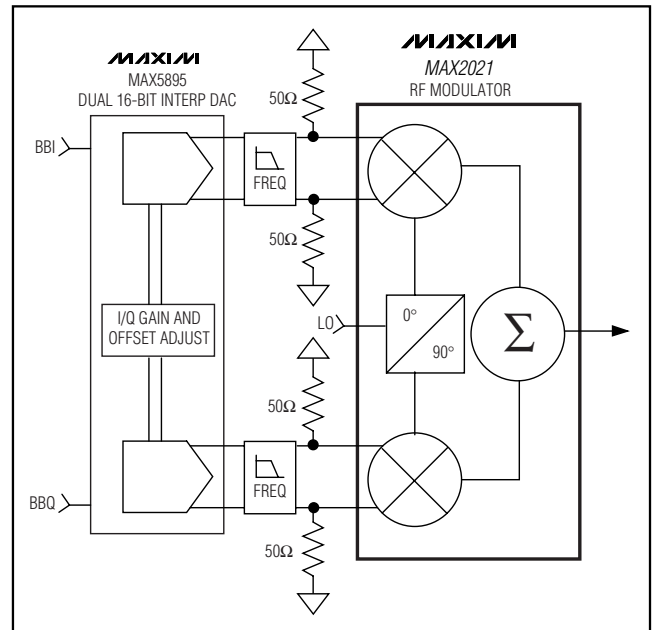 MAXIM
MAX5895
DUAL 16-BIT INTERP DAC
MAXIM
MAX2021
RF MODULATOR
50Ω
BBI
FREQ
50Ω
I/Q GAIN AND
OFFSET ADJUST
LO
0°
90°
Σ
50Ω
FREQ
BBQ
50Ω